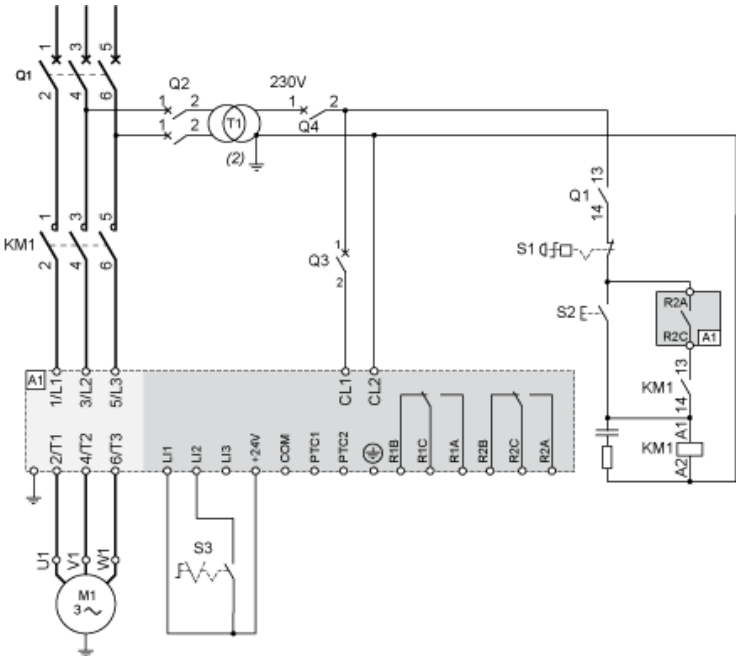 1 3 5
Q1
2 4 6
Q2
1 2
1 2
T1
(2)
230V
1 2
Q4
KM1
1 3 5
2 4 6
Q3
1
2
13
Q1
14
S1
S2
R2A
R2C
A1
13
KM1
14
A1
KM1
A2
A1
1/L1 3/L2 5/L3
CL1 CL2
2/T1 4/T2 6/T3
LI1 LI2 LI3 +24V COM PTC1 PTC2 R1B R1C R1A R2B R2C R2A
S3
U1 V1 W1
M1
3~